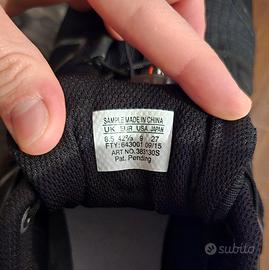 SAMPLE MADE IN CHINA
UK EUR USA JAPAN
8.5 42⅔ 9 27
FTY: 643001 09/15
ART NO. 383130S
Pat. Pending
subito